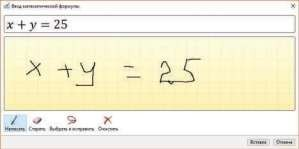 Ввод математической формулы
x + y = 25
x + y = 25
Написать Стереть Выбрать и исправить Очистить
Вставка Отмена